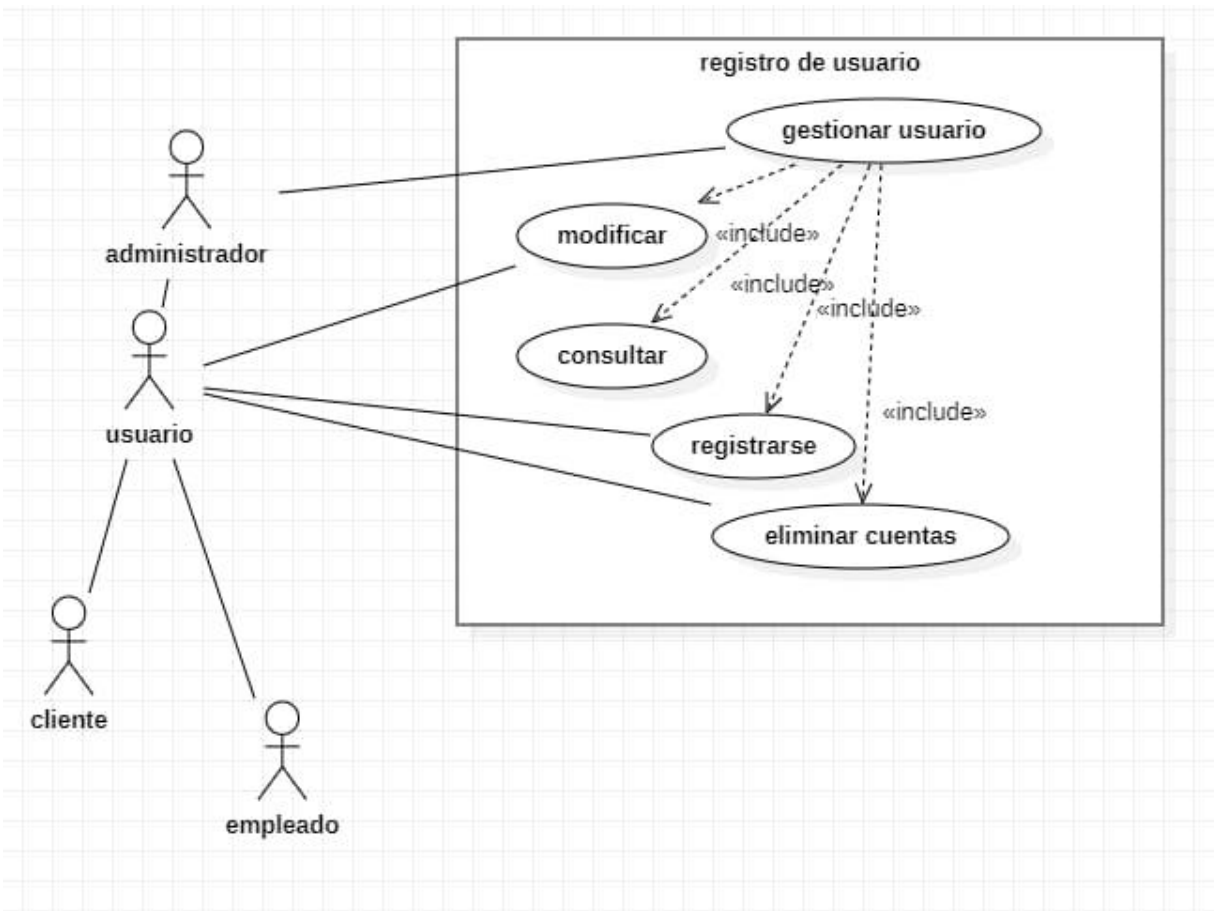 registro de usuario
gestionar usuario
administrador
modificar
«include»
«include»
«include»
consultar
usuario
registrarse
«include»
eliminar cuentas
cliente
empleado